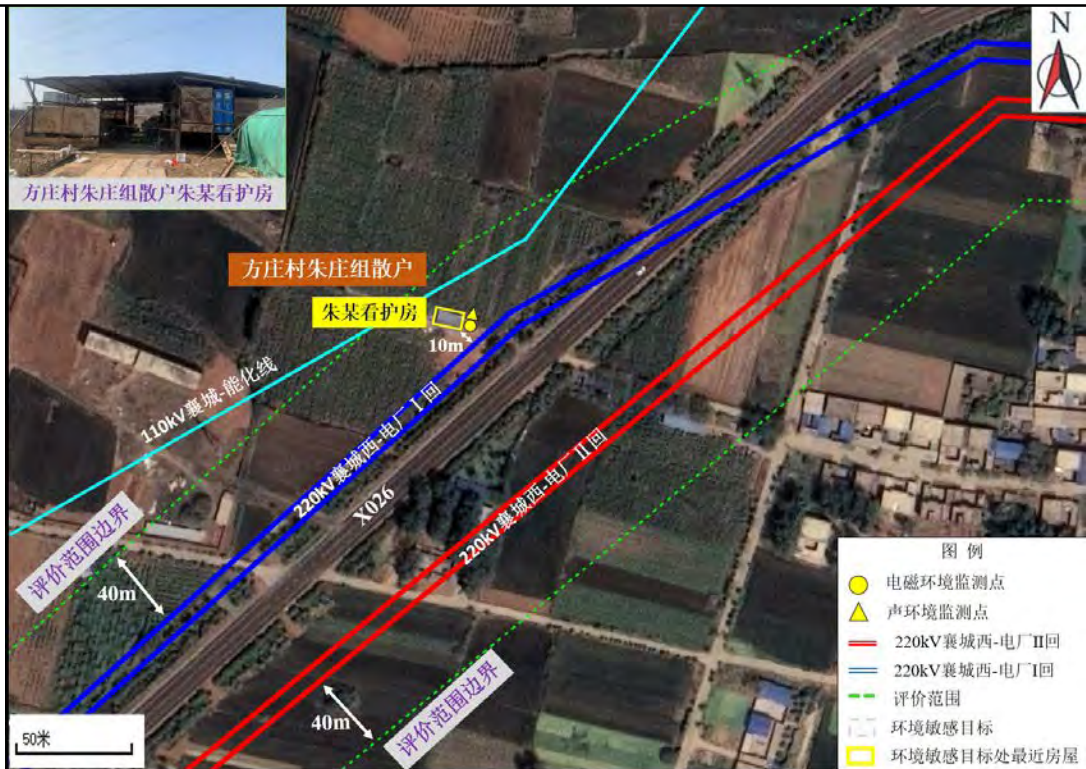 N
方庄村朱庄组散户朱某看护房
方庄村朱庄组散户
朱某看护房
10m
110kV襄城-能化线
220kV襄城西-电厂Ⅰ回
X026
220kV襄城西-电厂II回
评价范围边界
40m
评价范围边界
40m
50米
图 例
电磁环境监测点
声环境监测点
220kV襄城西-电厂Ⅱ回
220kV襄城西-电厂Ⅰ回
评价范围
环境敏感目标
环境敏感目标处最近房屋